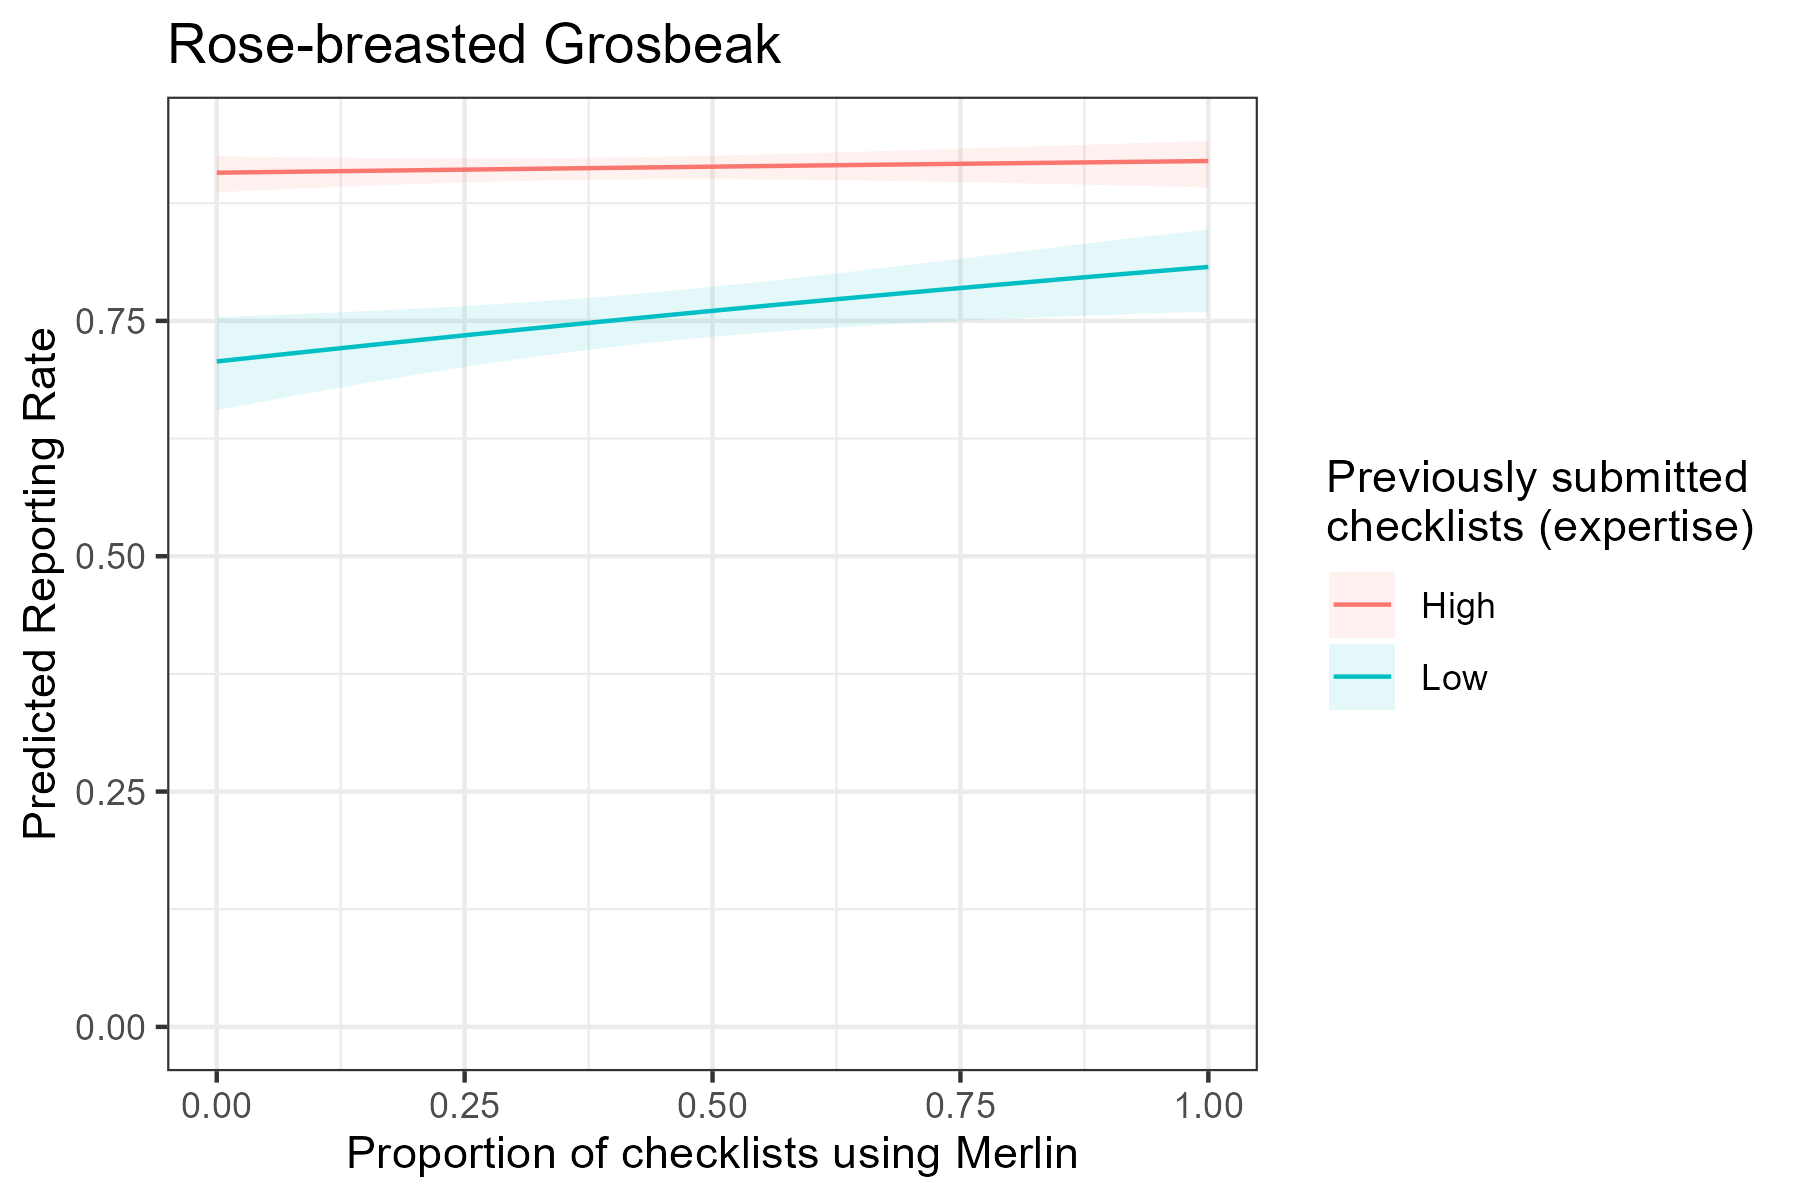 Rose-breasted Grosbeak
Predicted Reporting Rate
0.75
0.50
0.25
0.00
0.00 0.25 0.50 0.75 1.00
Proportion of checklists using Merlin
Previously submitted
checklists (expertise)
High
Low